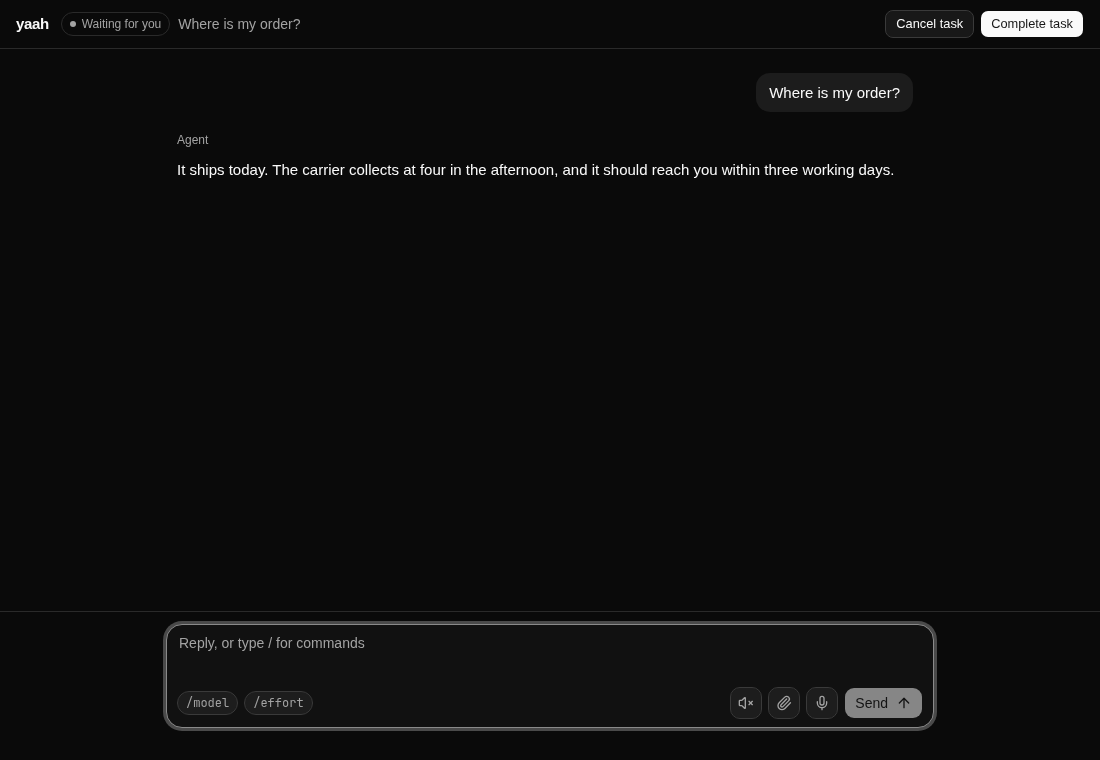 yaah
Waiting for you
Where is my order?
Cancel task
Complete task
Where is my order?
Agent
It ships today. The carrier collects at four in the afternoon, and it should reach you within three working days.
Reply, or type / for commands
/model
/effort
Send